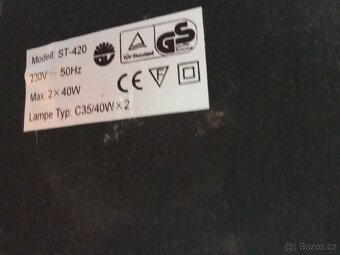 Modell: ST-420
230V ~ 50Hz
Max: 2×40W
Lampe Typ: C35/40W×2
TÜV Rheinland
GS
CE F
© Bazos.cz